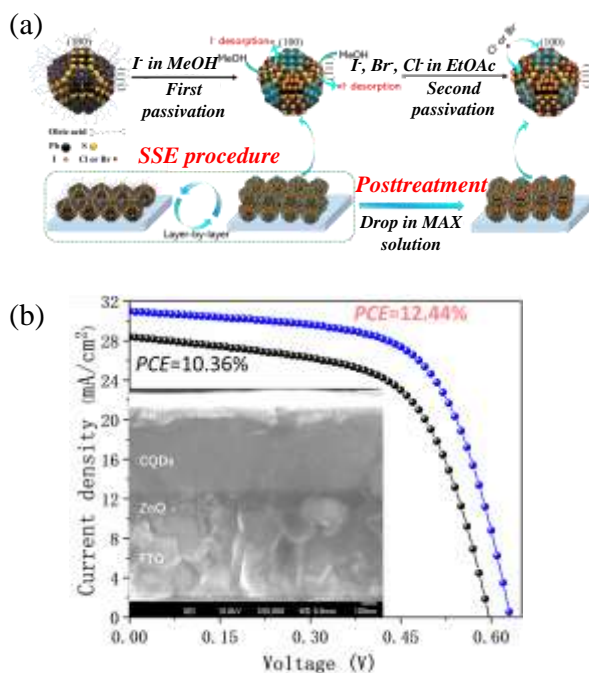 (a)
(100)
I⁻ in MeOH
First
passivation
I⁻ desorption
(100)
MeOH
MeOH
I⁻ desorption
I⁻, Br⁻, Cl⁻ in EtOAc
Second
passivation
Cl⁻ or Br⁻
(100)
Oleic acid
Pb S
I Cl or Br
SSE procedure
Layer-by-layer
Posttreatment
Drop in MAX
solution
(b)
PCE=12.44%
PCE=10.36%
CQDs
ZnO
FTO
Current density (mA/cm²)
32
28
24
20
16
12
8
4
0
0.00 0.15 0.30 0.45 0.60
Voltage (V)